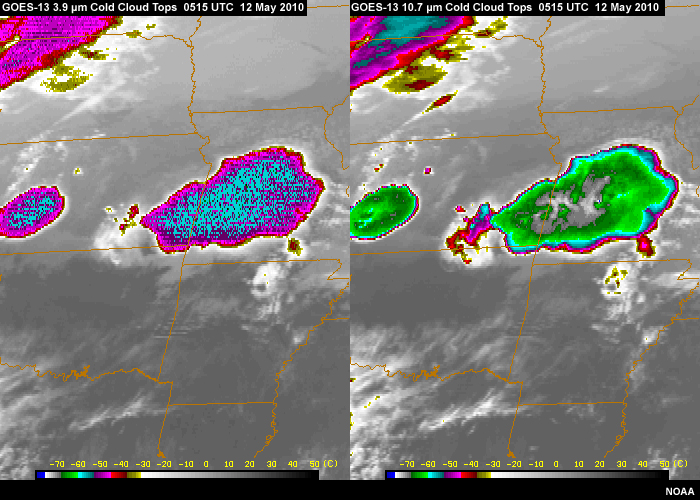 GOES-13 3.9 µm Cold Cloud Tops 0515 UTC 12 May 2010
GOES-13 10.7 µm Cold Cloud Tops 0515 UTC 12 May 2010
-70 -60 -50 -40 -30 -20 -10 0 10 20 30 40 50 (C)
-70 -60 -50 -40 -30 -20 -10 0 10 20 30 40 50 (C)
NOAA